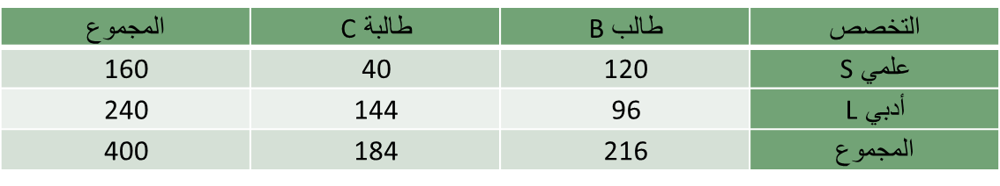 التخصص طالب B طالبة C المجموع
علمي S 120 40 160
أدبي L 96 144 240
المجموع 216 184 400